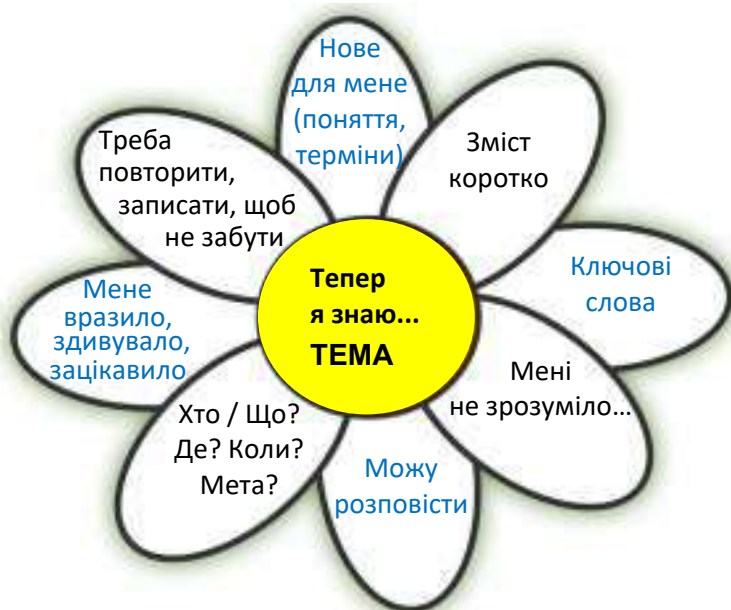 Нове
для мене
(поняття,
терміни)
Зміст
коротко
Ключові
слова
Мені
не зрозуміло…
Можу
розповісти
Хто / Що?
Де? Коли?
Мета?
Мене
вразило,
здивувало,
зацікавило
Треба
повторити,
записати, щоб
не забути
Тепер
я знаю...
ТЕМА